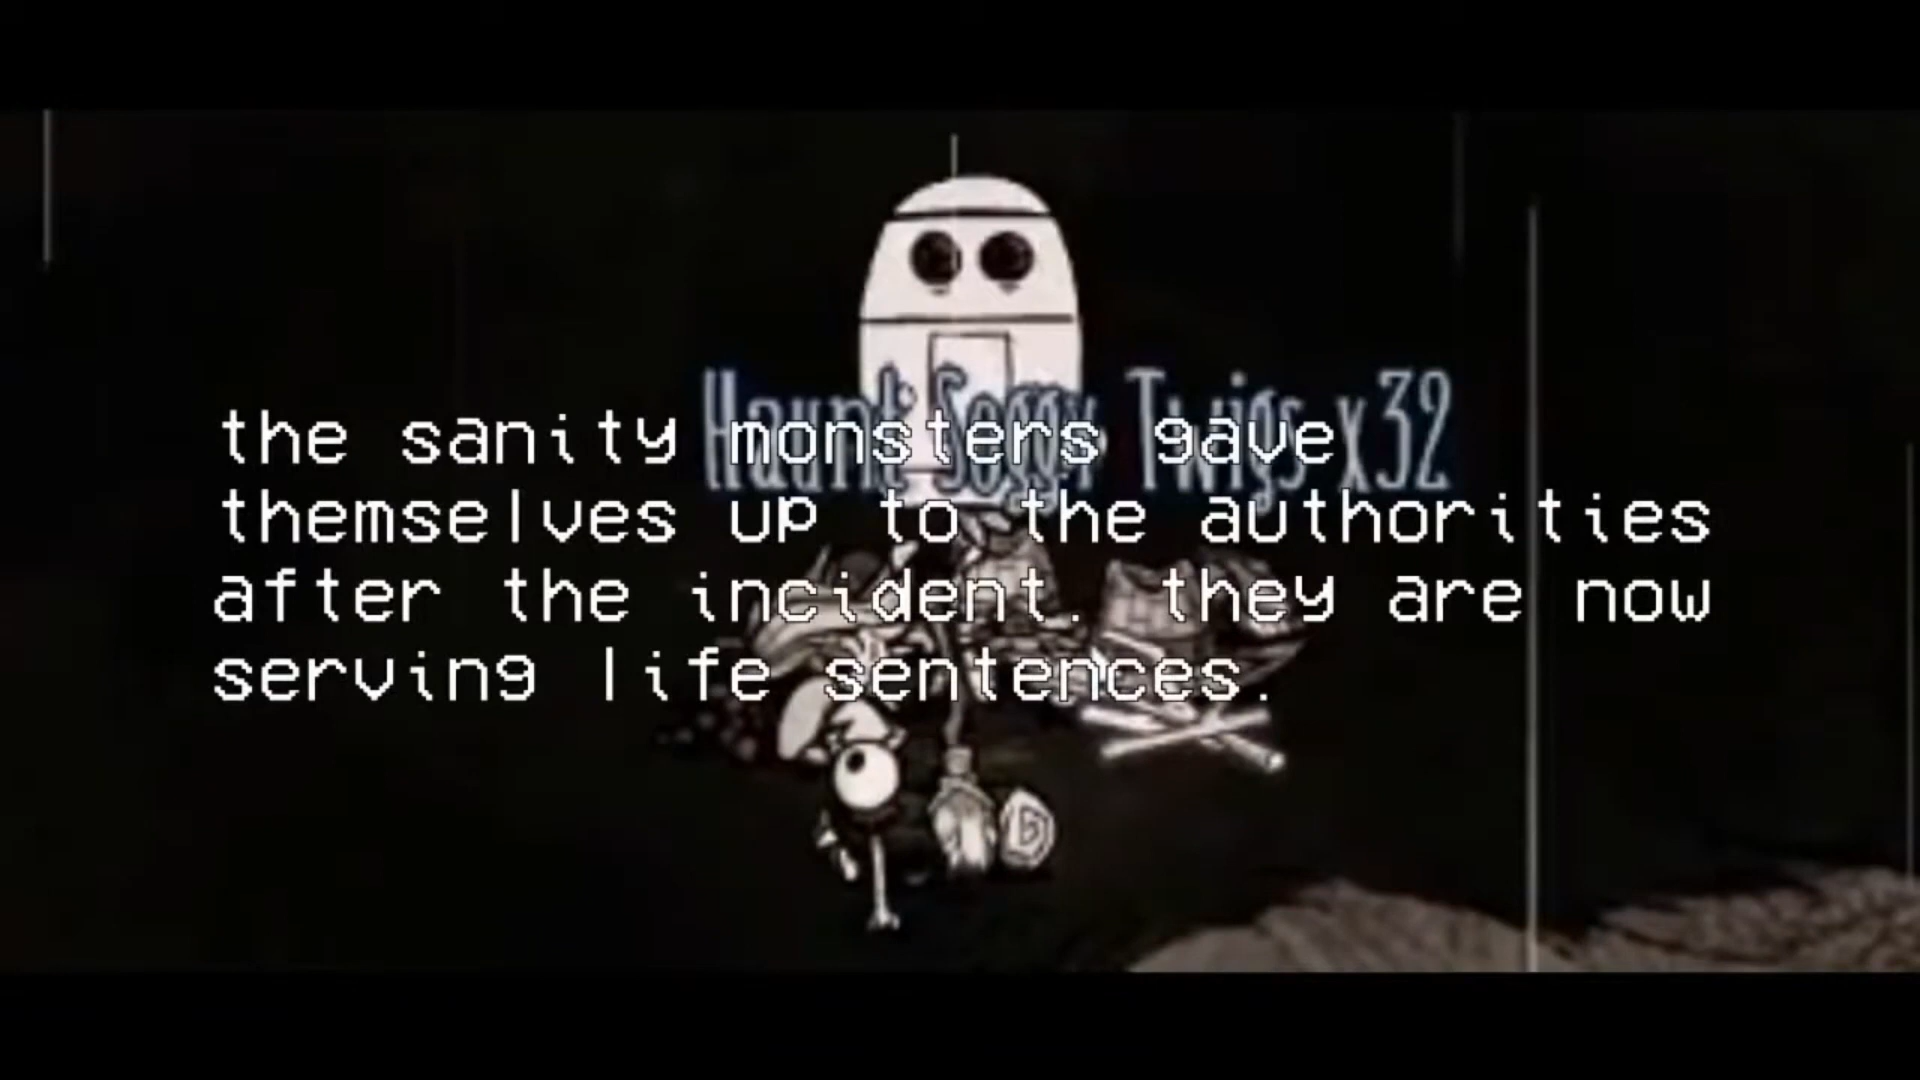 Haunt Soggy Twigs x32
the sanity monsters gave
themselves up to the authorities
after the incident. they are now
serving life sentences.